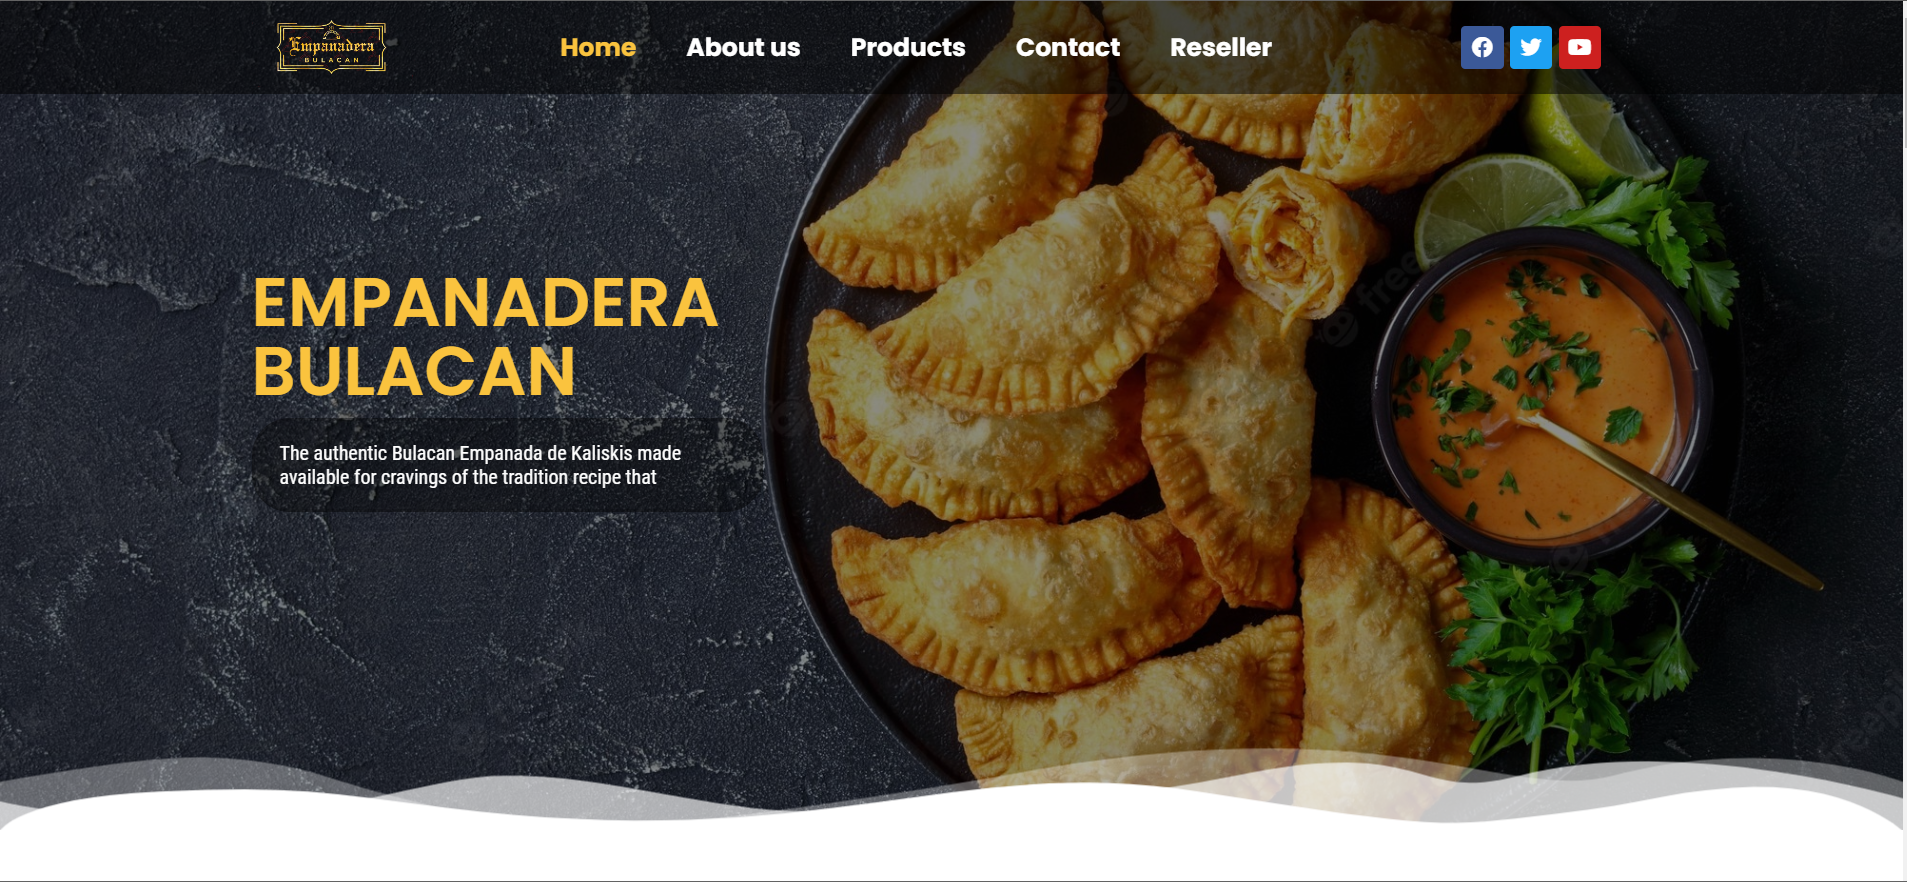 Empanadera
BULACAN
Home
About us
Products
Contact
Reseller
EMPANADERA
BULACAN
The authentic Bulacan Empanada de Kaliskis made
available for cravings of the tradition recipe that
free